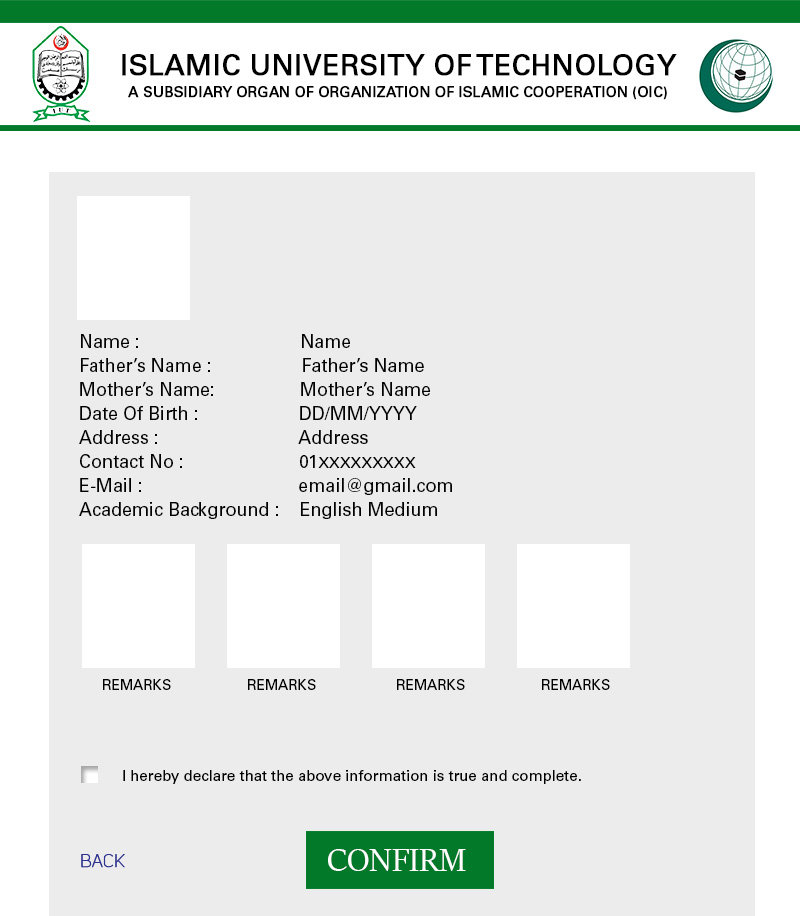 ISLAMIC UNIVERSITY OF TECHNOLOGY
A SUBSIDIARY ORGAN OF ORGANIZATION OF ISLAMIC COOPERATION (OIC)
IUT
Name : Name
Father's Name : Father's Name
Mother's Name: Mother's Name
Date Of Birth : DD/MM/YYYY
Address : Address
Contact No : 01XXXXXXXXX
E-Mail : email@gmail.com
Academic Background : English Medium
REMARKS REMARKS REMARKS REMARKS
I hereby declare that the above information is true and complete.
BACK CONFIRM